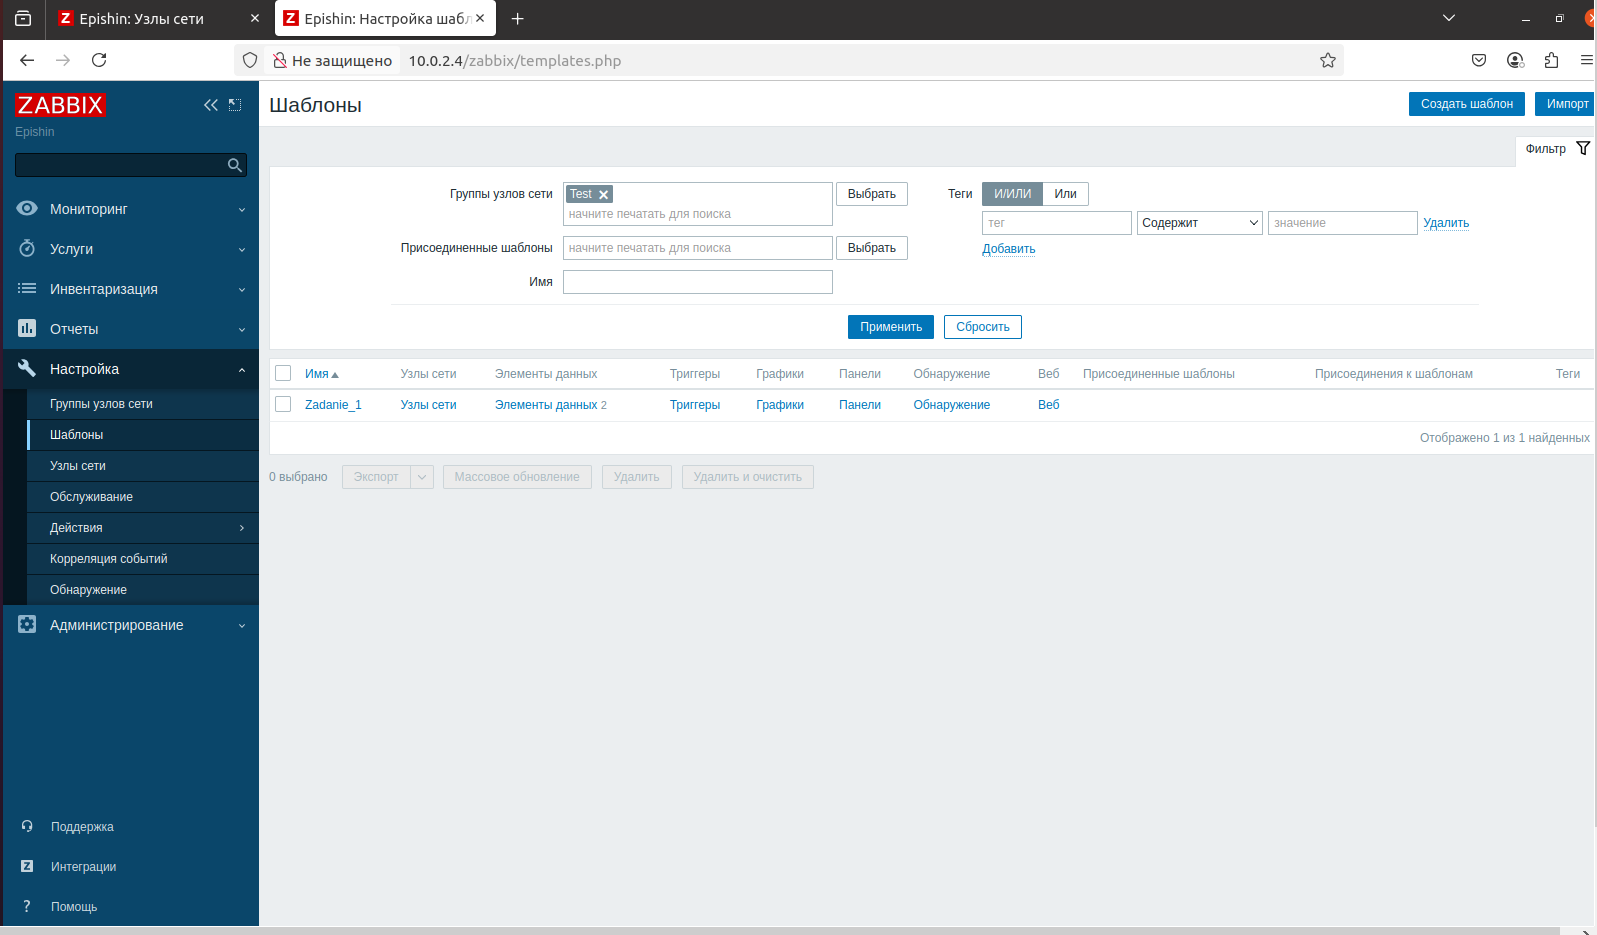 Epishin: Узлы сети
Epishin: Настройка шабл
Не защищено 10.0.2.4/zabbix/templates.php
ZABBIX
Epishin
Мониторинг
Услуги
Инвентаризация
Отчеты
Настройка
Группы узлов сети
Шаблоны
Узлы сети
Обслуживание
Действия
Корреляция событий
Обнаружение
Администрирование
Поддержка
Интеграции
Помощь
Шаблоны
Создать шаблон Импорт
Фильтр
Группы узлов сети Test Выбрать
начните печатать для поиска
Присоединенные шаблоны начните печатать для поиска Выбрать
Имя
Теги И/ИЛИ Или
тег Содержит значение Удалить
Добавить
Применить Сбросить
Имя Узлы сети Элементы данных Триггеры Графики Панели Обнаружение Веб Присоединенные шаблоны Присоединения к шаблонам Теги
Zadanie_1 Узлы сети Элементы данных 2 Триггеры Графики Панели Обнаружение Веб
Отображено 1 из 1 найденных
0 выбрано Экспорт Массовое обновление Удалить Удалить и очистить